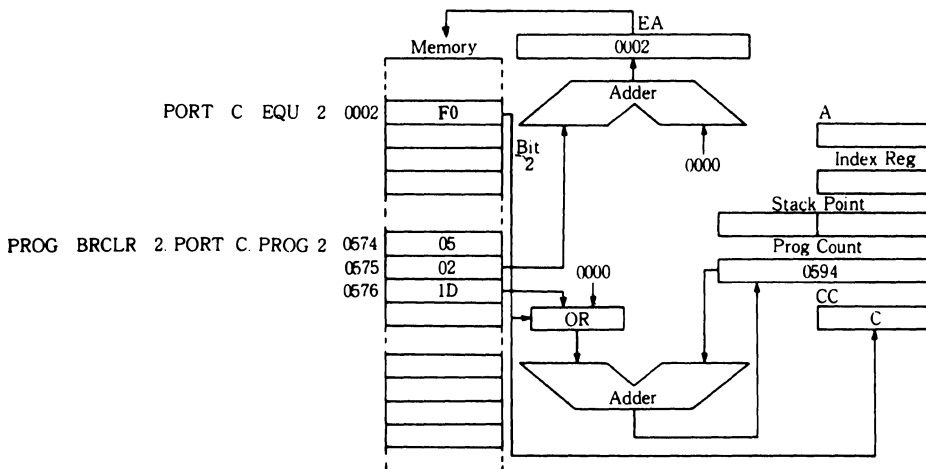 EA
Memory
0002
Adder
PORT C EQU 2 0002 F0
A
Bit
2
0000
Index Reg
Stack Point
PROG BRCLR 2. PORT C. PROG 2 0574 05
Prog Count
0575 02
0000
0594
0576 1D
CC
OR
C
Adder